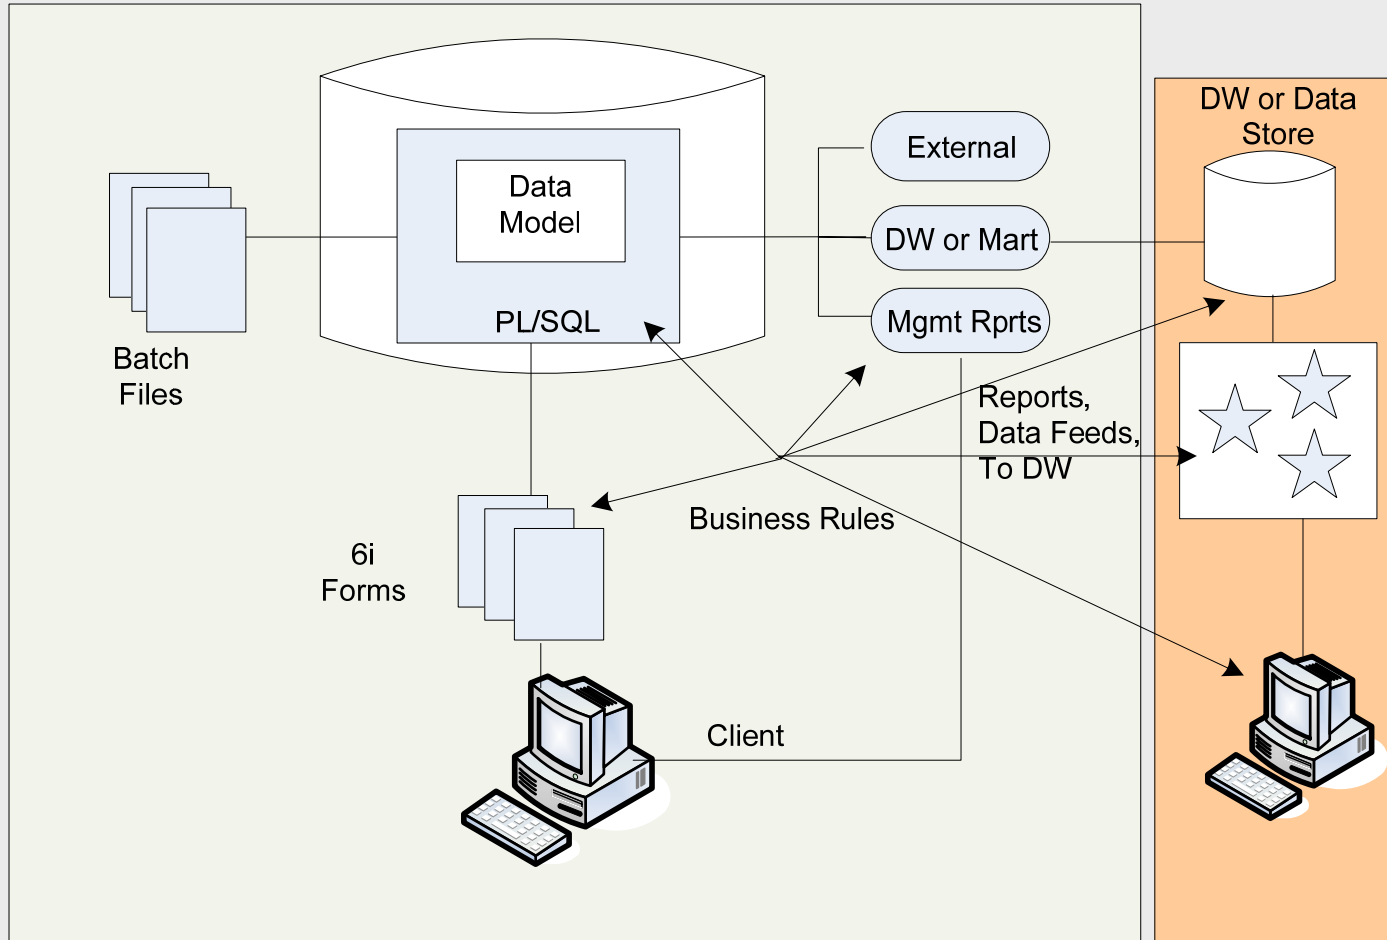 DW or Data
Store
External
Data
Model
DW or Mart
PL/SQL
Mgmt Rprts
Batch
Files
Reports,
Data Feeds,
To DW
Business Rules
6i
Forms
Client